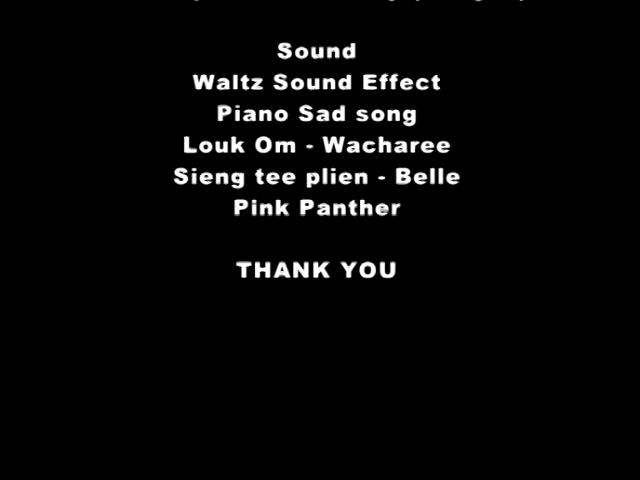 Sound
Waltz Sound Effect
Piano Sad song
Louk Om - Wacharee
Sieng tee plien - Belle
Pink Panther
THANK YOU